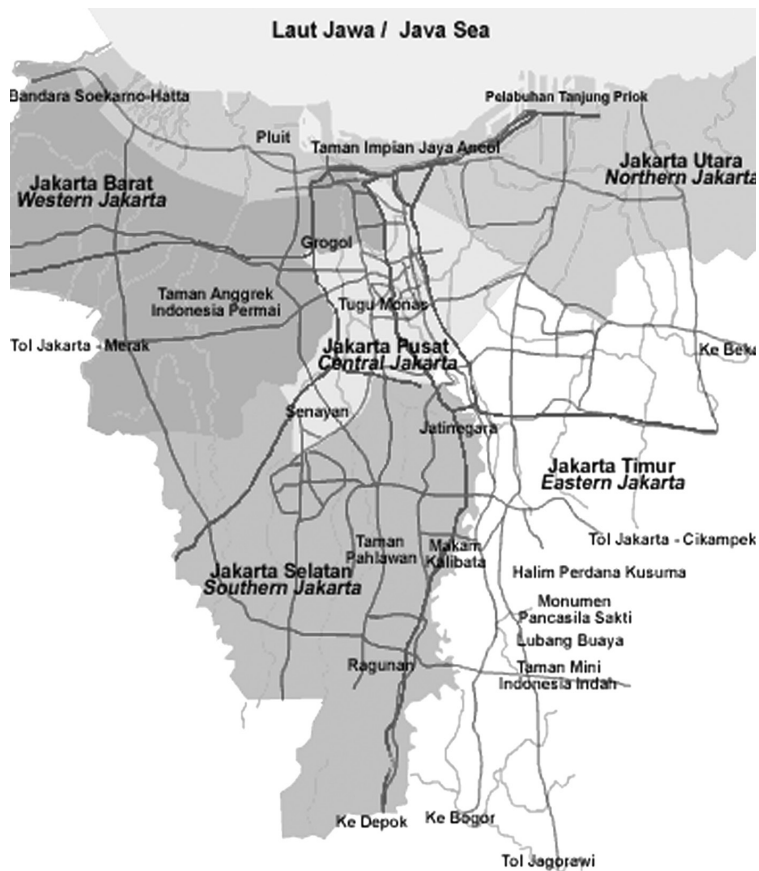 Laut Jawa / Java Sea
Bandara Soekarno-Hatta
Pelabuhan Tanjung Priok
Pluit
Taman Impian Jaya Ancol
Jakarta Utara
Northern Jakarta
Jakarta Barat
Western Jakarta
Grogol
Taman Anggrek
Indonesia Permai
Tugu Monas
Tol Jakarta - Merak
Jakarta Pusat
Central Jakarta
Ke Beka
Senayan
Jatinegara
Jakarta Timur
Eastern Jakarta
Tol Jakarta - Cikampek
Taman
Pahlawan
Makam
Kalibata
Jakarta Selatan
Southern Jakarta
Halim Perdana Kusuma
Monumen
Pancasila Sakti
Lubang Buaya
Ragunan
Taman Mini
Indonesia Indah
Ke Depok
Ke Bogor
Tol Jagorawi